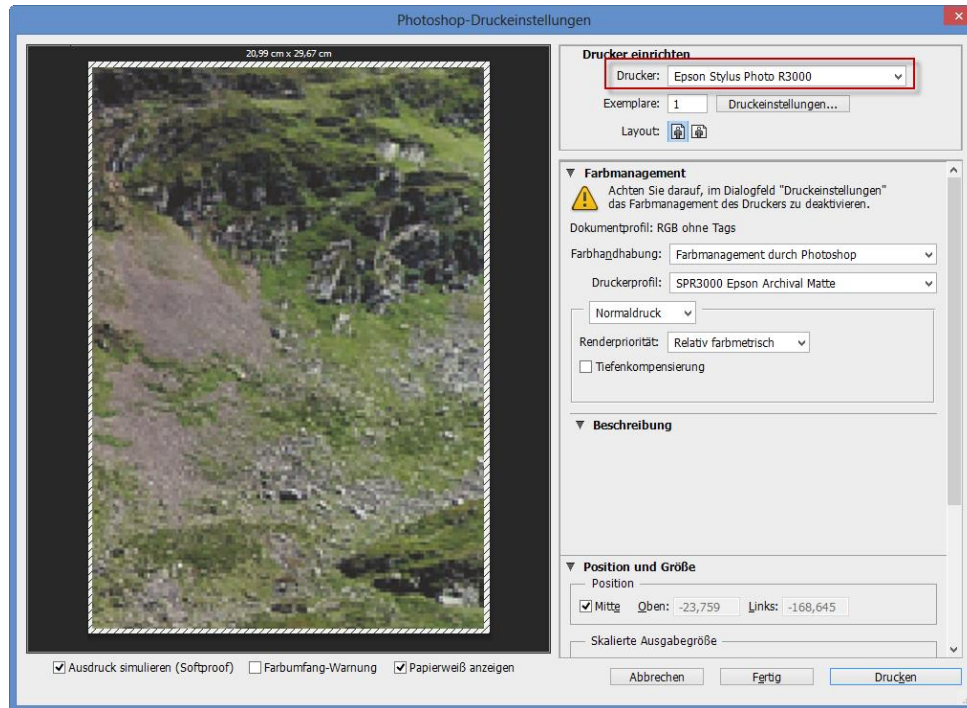 Photoshop-Druckeinstellungen
20,99 cm x 29,67 cm
Drucker einrichten
Drucker: Epson Stylus Photo R3000
Exemplare: 1 Druckeinstellungen...
Layout:
Farbmanagement
Achten Sie darauf, im Dialogfeld "Druckeinstellungen"
das Farbmanagement des Druckers zu deaktivieren.
Dokumentprofil: RGB ohne Tags
Farbhandhabung: Farbmanagement durch Photoshop
Druckerprofil: SPR3000 Epson Archival Matte
Normaldruck
Renderpriorität: Relativ farbmetrisch
Tiefenkompensierung
Beschreibung
Position und Größe
Position
Mitte Oben: -23,759 Links: -168,645
Skalierte Ausgabegröße
Ausdruck simulieren (Softproof) Farbumfang-Warnung Papierweiß anzeigen
Abbrechen Fertig Drucken